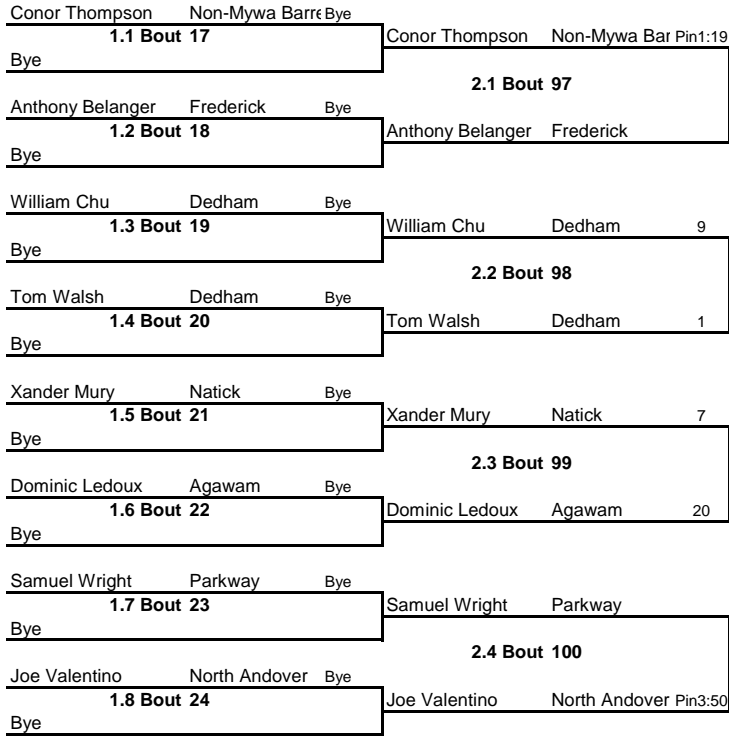 Conor Thompson Non-Mywa Barre Bye
1.1 Bout 17
Bye
Conor Thompson Non-Mywa Bar Pin1:19
2.1 Bout 97
Anthony Belanger Frederick Bye
1.2 Bout 18
Bye
Anthony Belanger Frederick
William Chu Dedham Bye
1.3 Bout 19
Bye
William Chu Dedham 9
2.2 Bout 98
Tom Walsh Dedham Bye
1.4 Bout 20
Bye
Tom Walsh Dedham 1
Xander Mury Natick Bye
1.5 Bout 21
Bye
Xander Mury Natick 7
2.3 Bout 99
Dominic Ledoux Agawam Bye
1.6 Bout 22
Bye
Dominic Ledoux Agawam 20
Samuel Wright Parkway Bye
1.7 Bout 23
Bye
Samuel Wright Parkway
2.4 Bout 100
Joe Valentino North Andover Bye
1.8 Bout 24
Bye
Joe Valentino North Andover Pin3:50